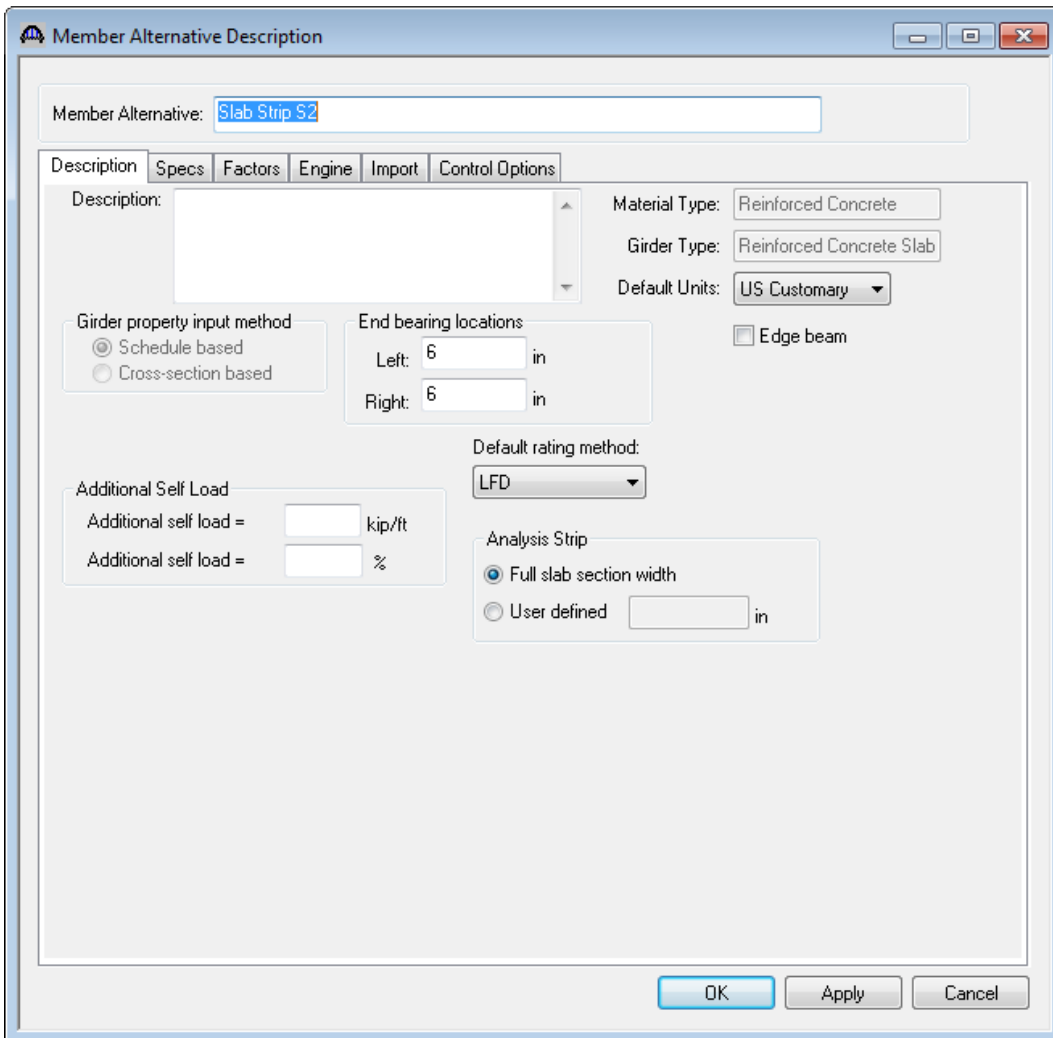 Member Alternative Description
Member Alternative: Slab Strip S2
Description Specs Factors Engine Import Control Options
Description:
Material Type: Reinforced Concrete
Girder Type: Reinforced Concrete Slab
Default Units: US Customary
Girder property input method
Schedule based
Cross-section based
End bearing locations
Left: 6 in
Right: 6 in
Edge beam
Default rating method:
LFD
Additional Self Load
Additional self load = kip/ft
Additional self load = %
Analysis Strip
Full slab section width
User defined in
OK Apply Cancel